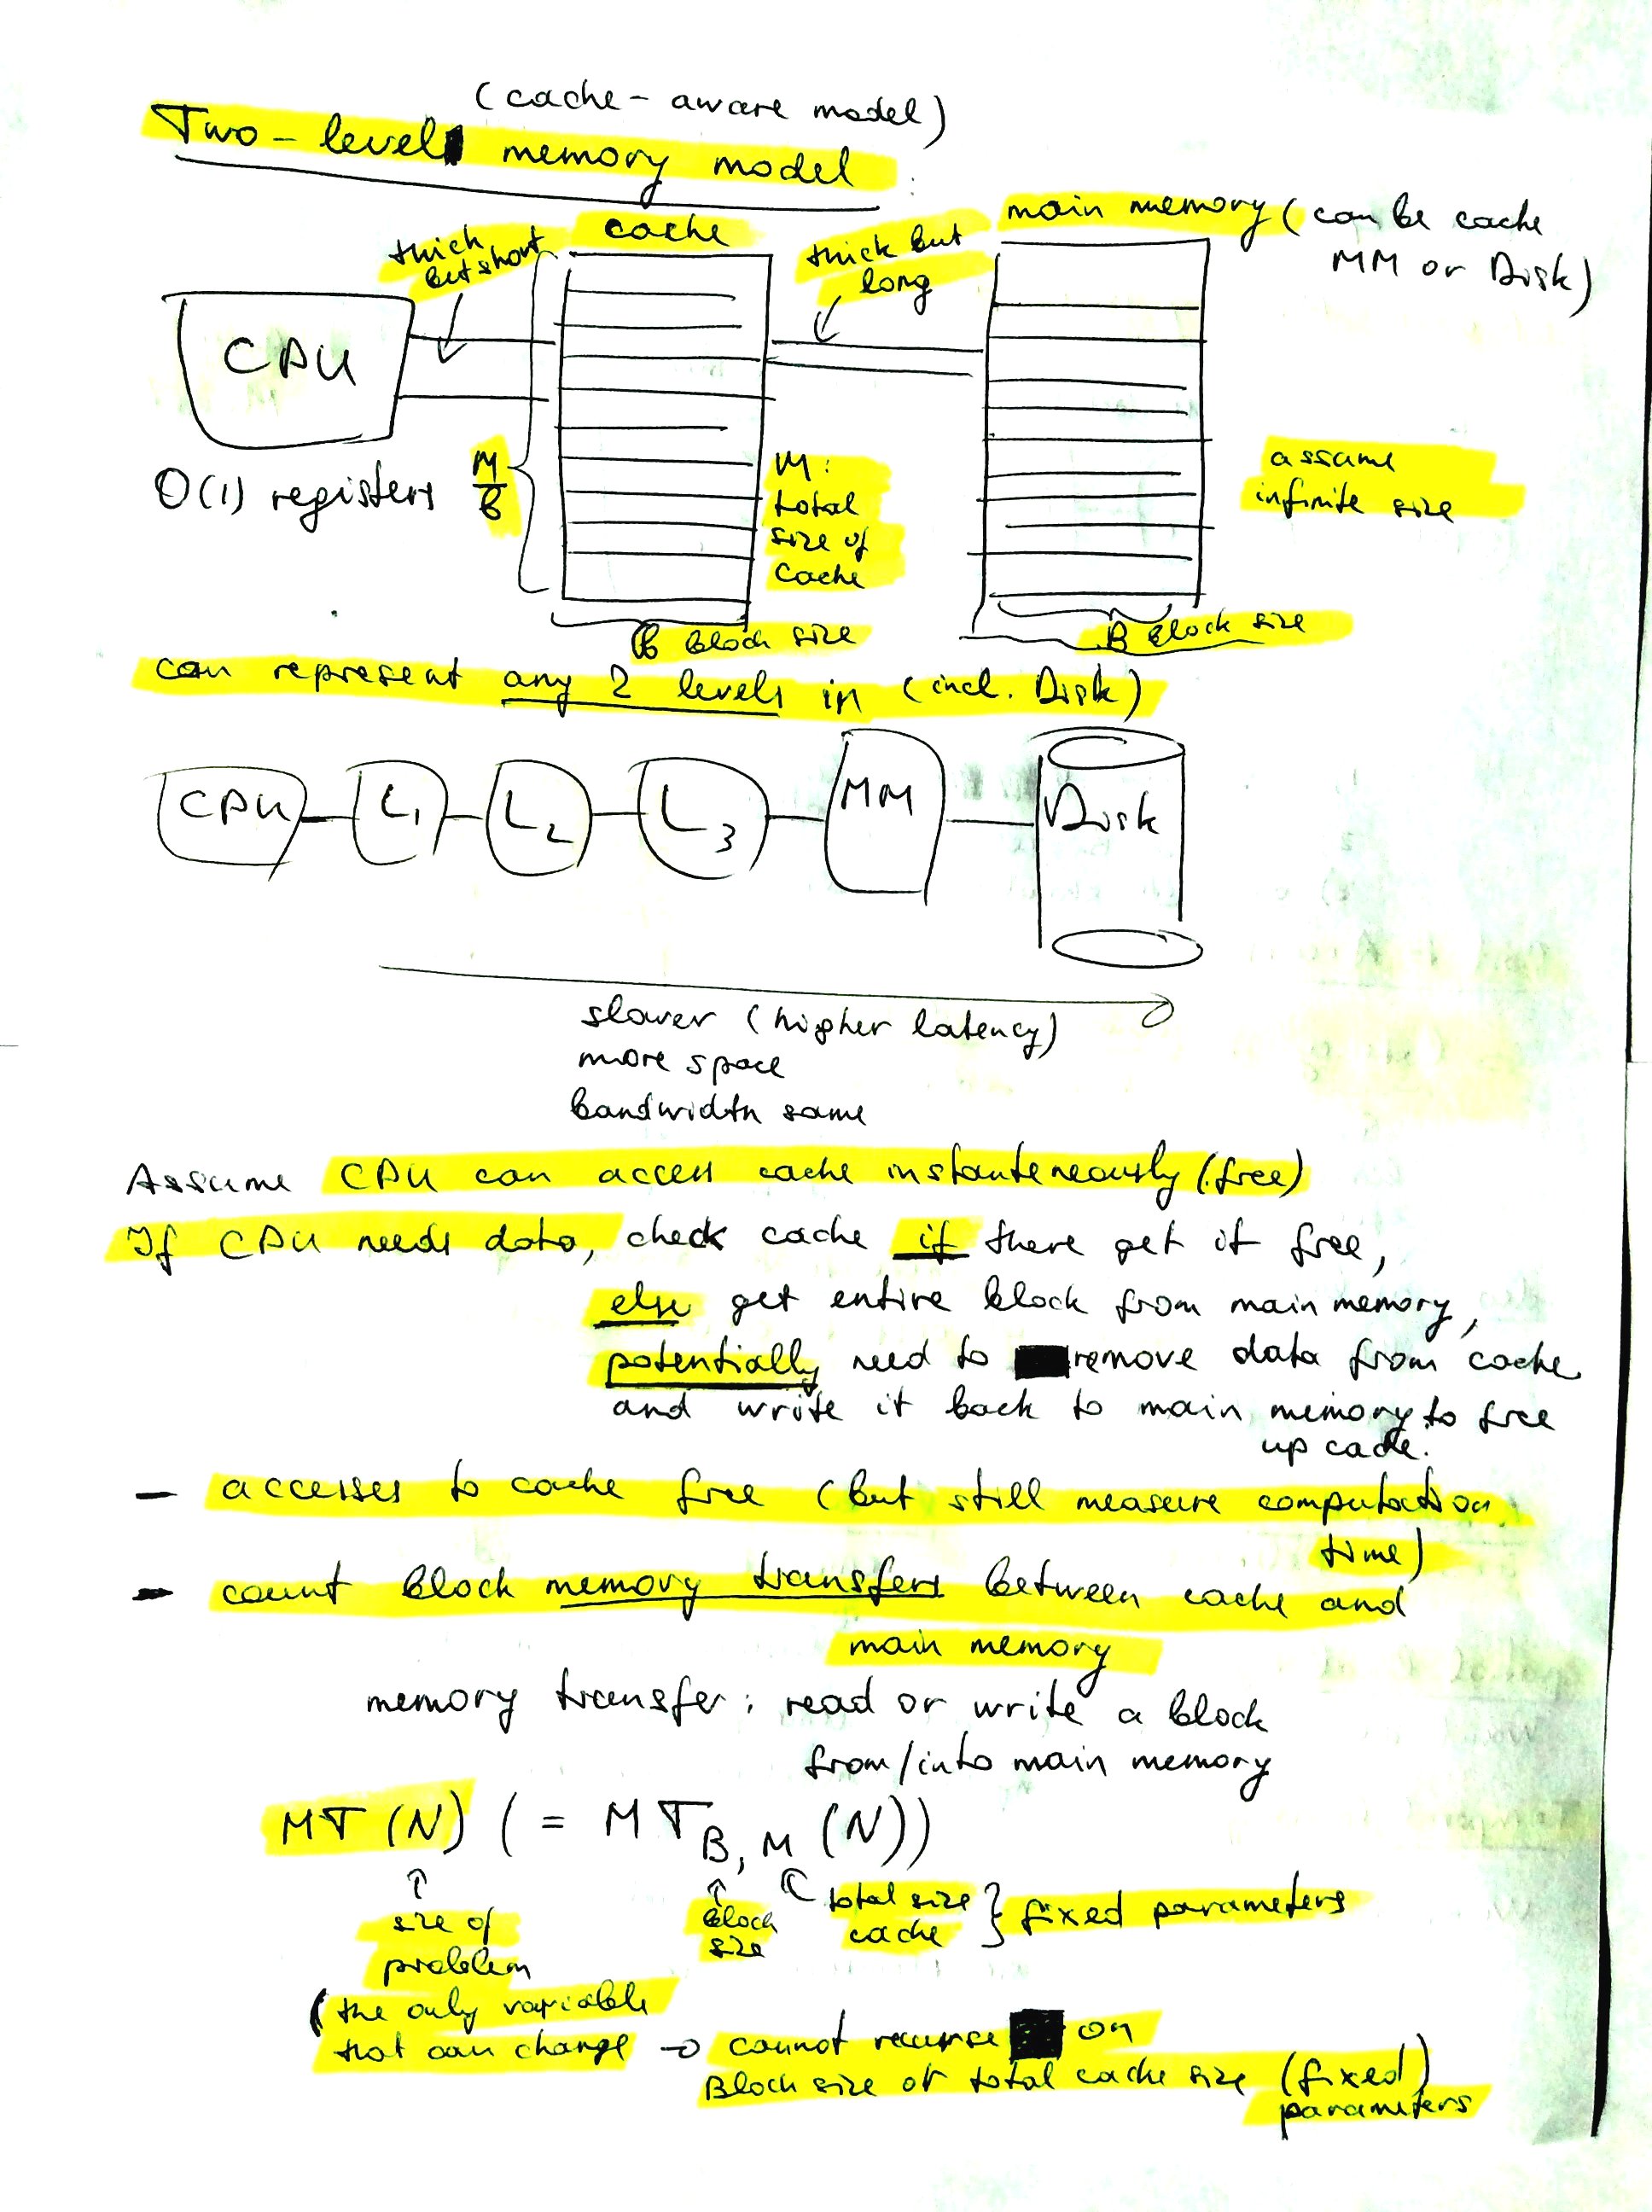 (cache-aware model)
Two-level memory model
cache
main memory (can be cache
MM or Disk)
thick
but short
thick but
long
CPU
O(1) registers
M
B
M:
total
size of
cache
assume
infinite size
B block size
B block size
can represent any 2 levels in (incl. Disk)
CPU L1 L2 L3 MM Disk
slower (higher latency)
more space
bandwidth same
Assume CPU can access cache instanteneously (free)
If CPU needs data, check cache if there get it free,
else get entire block from main memory,
potentially need to remove data from cache
and write it back to main memory to free
up cache.
- accesses to cache free (but still measure computation
time)
- count block memory transfers between cache and
main memory
memory transfer: read or write a block
from/into main memory
MT (N) ( = MT B, M (N))
size of
problem
block
size
total size
cache
} fixed parameters
(the only variable
that can change → cannot recurse on
Block size or total cache size (fixed)
parameters